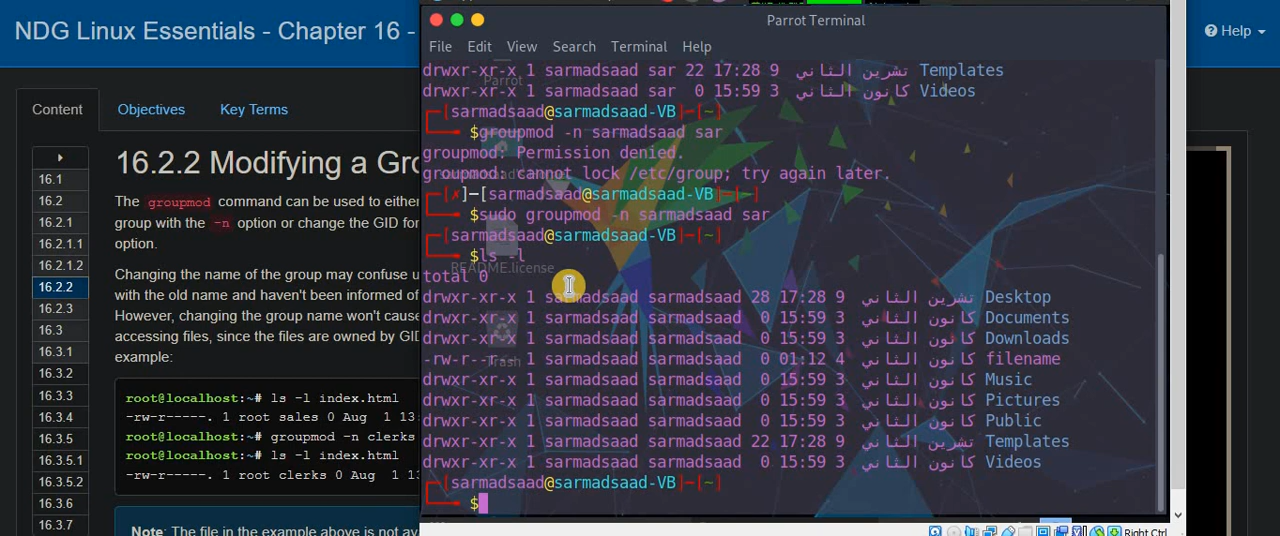 NDG Linux Essentials - Chapter 16 -
Help
Content
Objectives
Key Terms
16.1
16.2
16.2.1
16.2.1.1
16.2.1.2
16.2.2
16.2.3
16.3
16.3.1
16.3.2
16.3.3
16.3.4
16.3.5
16.3.5.1
16.3.5.2
16.3.6
16.3.7
16.2.2 Modifying a Gro
The groupmod command can be used to either
group with the -n option or change the GID for
option.
Changing the name of the group may confuse u
with the old name and haven't been informed of
However, changing the group name won't cause
accessing files, since the files are owned by GID
example:
root@localhost:~# ls -l index.html
-rw-r-----. 1 root sales 0 Aug 1 13:
root@localhost:~# groupmod -n clerks
root@localhost:~# ls -l index.html
-rw-r-----. 1 root clerks 0 Aug 1 13
Note: The file in the example above is not av
Parrot Terminal
File Edit View Search Terminal Help
Parrot
README.license
Trash
drwxr-xr-x 1 sarmadsaad sar 22 17:28 9 تشرين الثاني Templates
drwxr-xr-x 1 sarmadsaad sar 0 15:59 3 كانون الثاني Videos
[sarmadsaad@sarmadsaad-VB]─[~]
$groupmod -n sarmadsaad sar
groupmod: Permission denied.
groupmod: cannot lock /etc/group; try again later.
[✗]─[sarmadsaad@sarmadsaad-VB]─[~]
$sudo groupmod -n sarmadsaad sar
[sarmadsaad@sarmadsaad-VB]─[~]
$ls -l
total 0
drwxr-xr-x 1 sarmadsaad sarmadsaad 28 17:28 9 تشرين الثاني Desktop
drwxr-xr-x 1 sarmadsaad sarmadsaad 0 15:59 3 كانون الثاني Documents
drwxr-xr-x 1 sarmadsaad sarmadsaad 0 15:59 3 كانون الثاني Downloads
-rw-r--r-- 1 sarmadsaad sarmadsaad 0 01:12 4 كانون الثاني filename
drwxr-xr-x 1 sarmadsaad sarmadsaad 0 15:59 3 كانون الثاني Music
drwxr-xr-x 1 sarmadsaad sarmadsaad 0 15:59 3 كانون الثاني Pictures
drwxr-xr-x 1 sarmadsaad sarmadsaad 0 15:59 3 كانون الثاني Public
drwxr-xr-x 1 sarmadsaad sarmadsaad 22 17:28 9 تشرين الثاني Templates
drwxr-xr-x 1 sarmadsaad sarmadsaad 0 15:59 3 كانون الثاني Videos
[sarmadsaad@sarmadsaad-VB]─[~]
$
Right Ctrl